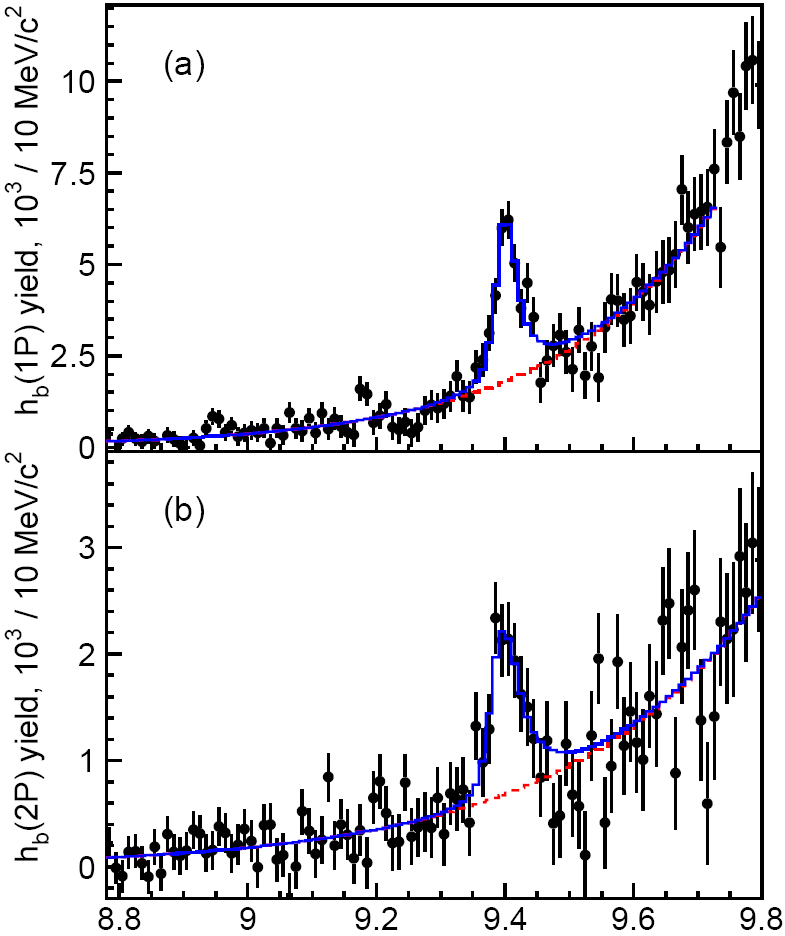 h_b(1P) yield, 10^3 / 10 MeV/c^2
(a)
10
7.5
5
2.5
0
h_b(2P) yield, 10^3 / 10 MeV/c^2
(b)
3
2
1
0
8.8 9 9.2 9.4 9.6 9.8